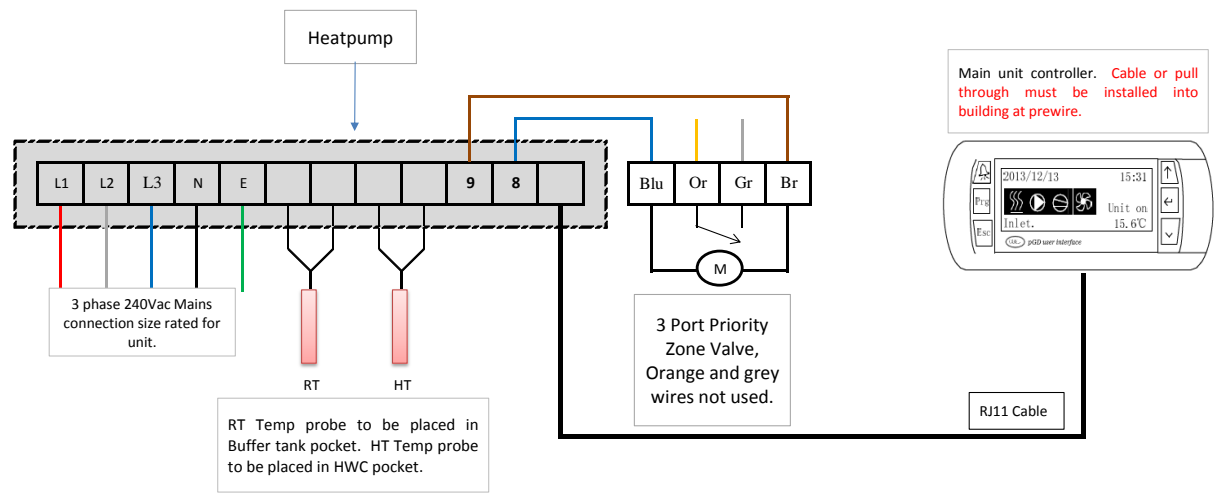 Heatpump
Main unit controller. Cable or pull
through must be installed into
building at prewire.
L1 L2 L3 N E 9 8
Blu Or Gr Br
2013/12/13 15:31
Prg
Unit on
Esc
Inlet. 15.6℃
pGD user interface
M
3 phase 240Vac Mains
connection size rated for
unit.
3 Port Priority
Zone Valve,
Orange and grey
wires not used.
RT HT
RT Temp probe to be placed in
Buffer tank pocket. HT Temp probe
to be placed in HWC pocket.
RJ11 Cable